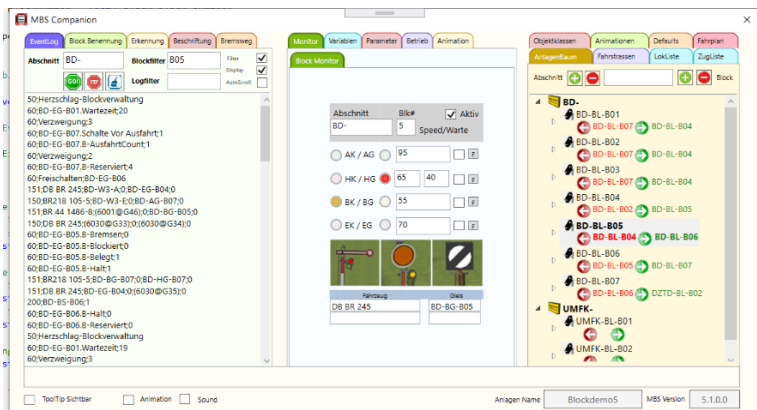 MBS Companion
EventLog Block Benennung Erkennung Beschriftung Bremsweg
Abschnitt BD- Blockfilter B05 Filter
Display
GO! Logfilter AutoScroll
50;Herzschlag-Blockverwaltung
60;BD-EG-B01.Wartezeit;20
60;Verzweigung;3
60;BD-EG-B07.Schalte Vor Ausfahrt;1
60;BD-EG-B07.B-AusfahrtCount;1
60;Verzweigung;2
60;BD-EG-B07.B-Reserviert;4
60;Freischalten;BD-EG-B06
151;DB BR 245;BD-W3-A;0;BD-EG-B04;0
150;BR218 105-5;BD-W3-E;0;BD-AG-B07;0
151;BR 44 1486-8;(6001@G46);0;BD-BG-B05;0
150;DB BR 245;(6030@G33);0;(6030@G34);0
60;BD-EG-B05.B-Bremsen;0
60;BD-EG-B05.B-Blockiert;0
60;BD-EG-B05.B-Belegt;1
60;BD-EG-B05.B-Halt;1
151;BR218 105-5;BD-BG-B07;0;BD-HG-B07;0
151;DB BR 245;BD-EG-B04;0;(6030@G35);0
200;BD-BS-B06;1
60;BD-EG-B06.B-Halt;0
60;BD-EG-B06.B-Reserviert;0
50;Herzschlag-Blockverwaltung
60;BD-EG-B01.Wartezeit;19
60;Verzweigung;3
Monitor Variablen Parameter Betrieb Animation
Block Monitor
Abschnitt Blk# Aktiv
BD- 5 Speed/Warte
AK / AG 95 F
HK / HG 65 40 F
BK / BG 55 F
EK / EG 70 F
Fahrzeug Gleis
DB BR 245 BD-BG-B05
Objektklassen Animationen Defaults Fahrplan
AnlagenBaum Fahrstrassen LokListe ZugListe
Abschnitt Block
BD-
BD-BL-B01
BD-BL-B07 BD-BL-B04
BD-BL-B02
BD-BL-B07 BD-BL-B04
BD-BL-B03
BD-BL-B07 BD-BL-B04
BD-BL-B04
BD-BL-B02 BD-BL-B05
BD-BL-B05
BD-BL-B04 BD-BL-B06
BD-BL-B06
BD-BL-B05 BD-BL-B07
BD-BL-B07
BD-BL-B06 DZTD-BL-B02
UMFK-
UMFK-BL-B01
UMFK-BL-B02
ToolTip Sichtbar Animation Sound
Anlagen Name Blockdemo5 MBS Version 5.1.0.0